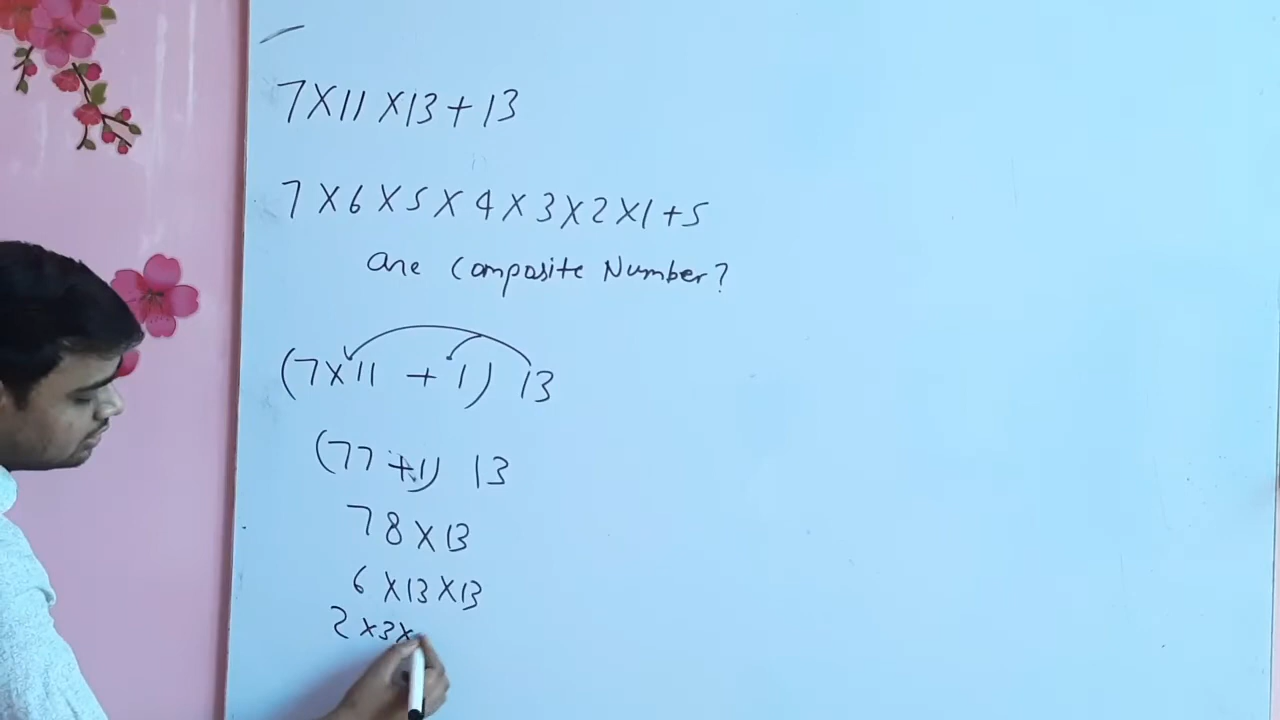 7X11X13+13
7X6X5X4X3X2X1+5
are Composite Number?
(7X11 + 1) 13
(77+1) 13
78X13
6X13X13
2X3X